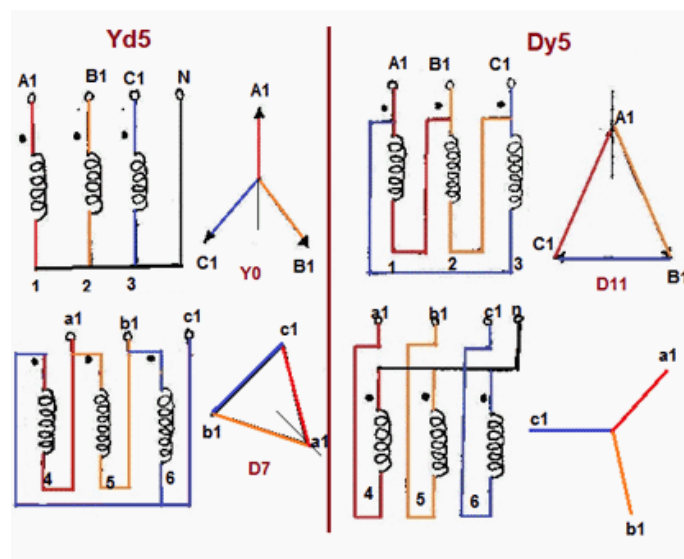 Yd5
A1 B1 C1 N
1 2 3
A1
C1 B1
Y0
a1 b1 c1
4 5 6
c1
b1 a1
D7
Dy5
A1 B1 C1
1 2 3
A1
C1 B1
D11
a1 b1 c1 n
4 5 6
a1
c1
b1